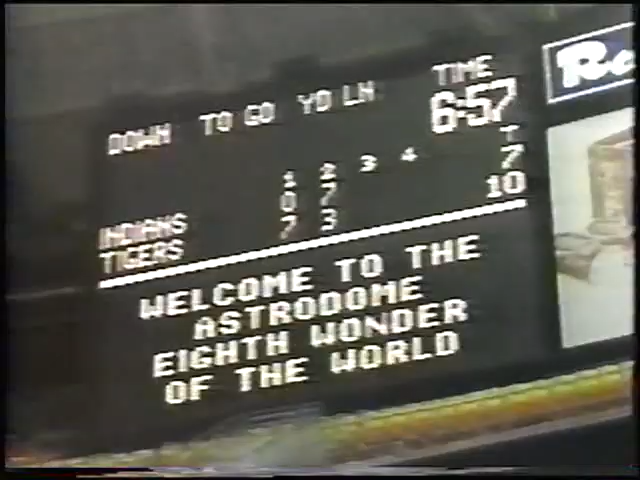 DOWN TO GO YD LN TIME
6:57
1 2 3 4 T
INDIANS 0 7 7
TIGERS 7 3 10
WELCOME TO THE
ASTRODOME
EIGHTH WONDER
OF THE WORLD